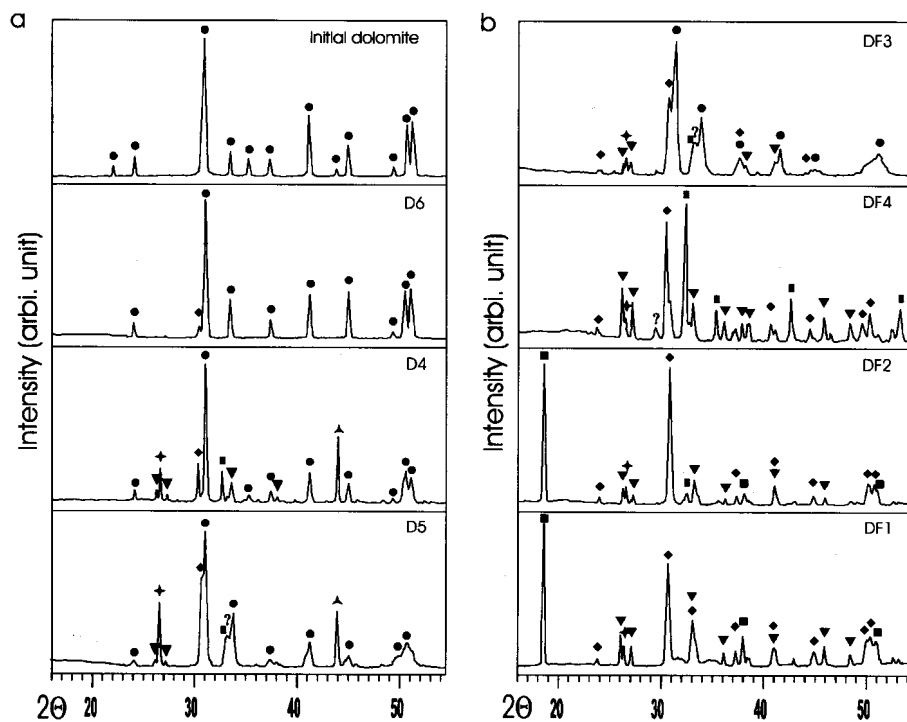 a
b
Initial dolomite
D6
D4
D5
?
DF3
?
DF4
?
DF2
DF1
Intensity (arbi. unit)
Intensity (arbi. unit)
2Θ 20 30 40 50
2Θ 20 30 40 50